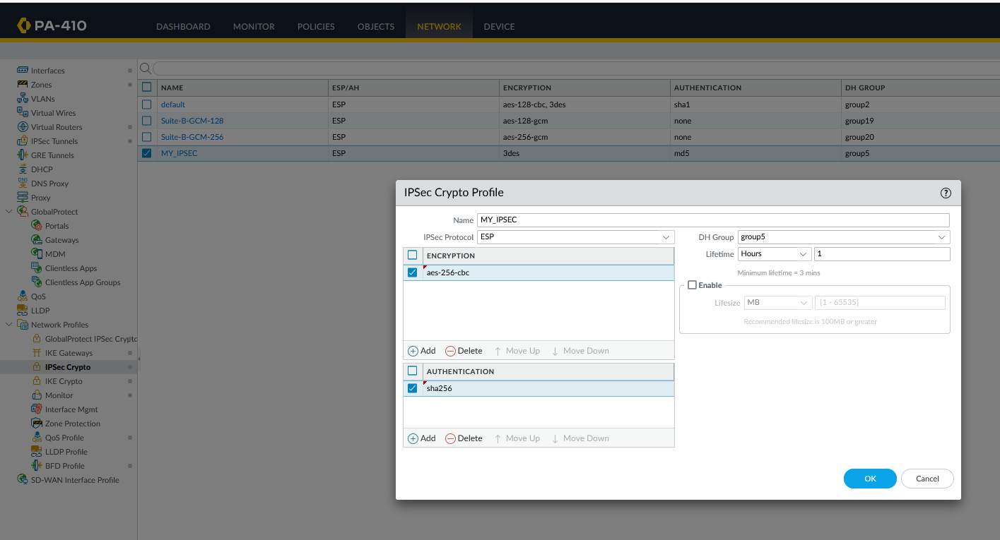 PA-410
DASHBOARD MONITOR POLICIES OBJECTS NETWORK DEVICE
Interfaces
Zones
VLANs
Virtual Wires
Virtual Routers
IPSec Tunnels
GRE Tunnels
DHCP
DNS Proxy
Proxy
GlobalProtect
Portals
Gateways
MDM
Clientless Apps
Clientless App Groups
QoS
LLDP
Network Profiles
GlobalProtect IPSec Crypto
IKE Gateways
IPSec Crypto
IKE Crypto
Monitor
Interface Mgmt
Zone Protection
QoS Profile
LLDP Profile
BFD Profile
SD-WAN Interface Profile
NAME ESP/AH ENCRYPTION AUTHENTICATION DH GROUP
default ESP aes-128-cbc, 3des sha1 group2
Suite-B-GCM-128 ESP aes-128-gcm none group19
Suite-B-GCM-256 ESP aes-256-gcm none group20
MY_IPSEC ESP 3des md5 group5
IPSec Crypto Profile
Name MY_IPSEC
IPSec Protocol ESP
DH Group group5
Lifetime Hours 1
Minimum lifetime = 3 mins
ENCRYPTION
aes-256-cbc
Add Delete Move Up Move Down
Enable
Lifesize MB [1 - 65535]
Recommended lifesize is 100MB or greater
AUTHENTICATION
sha256
Add Delete Move Up Move Down
OK Cancel